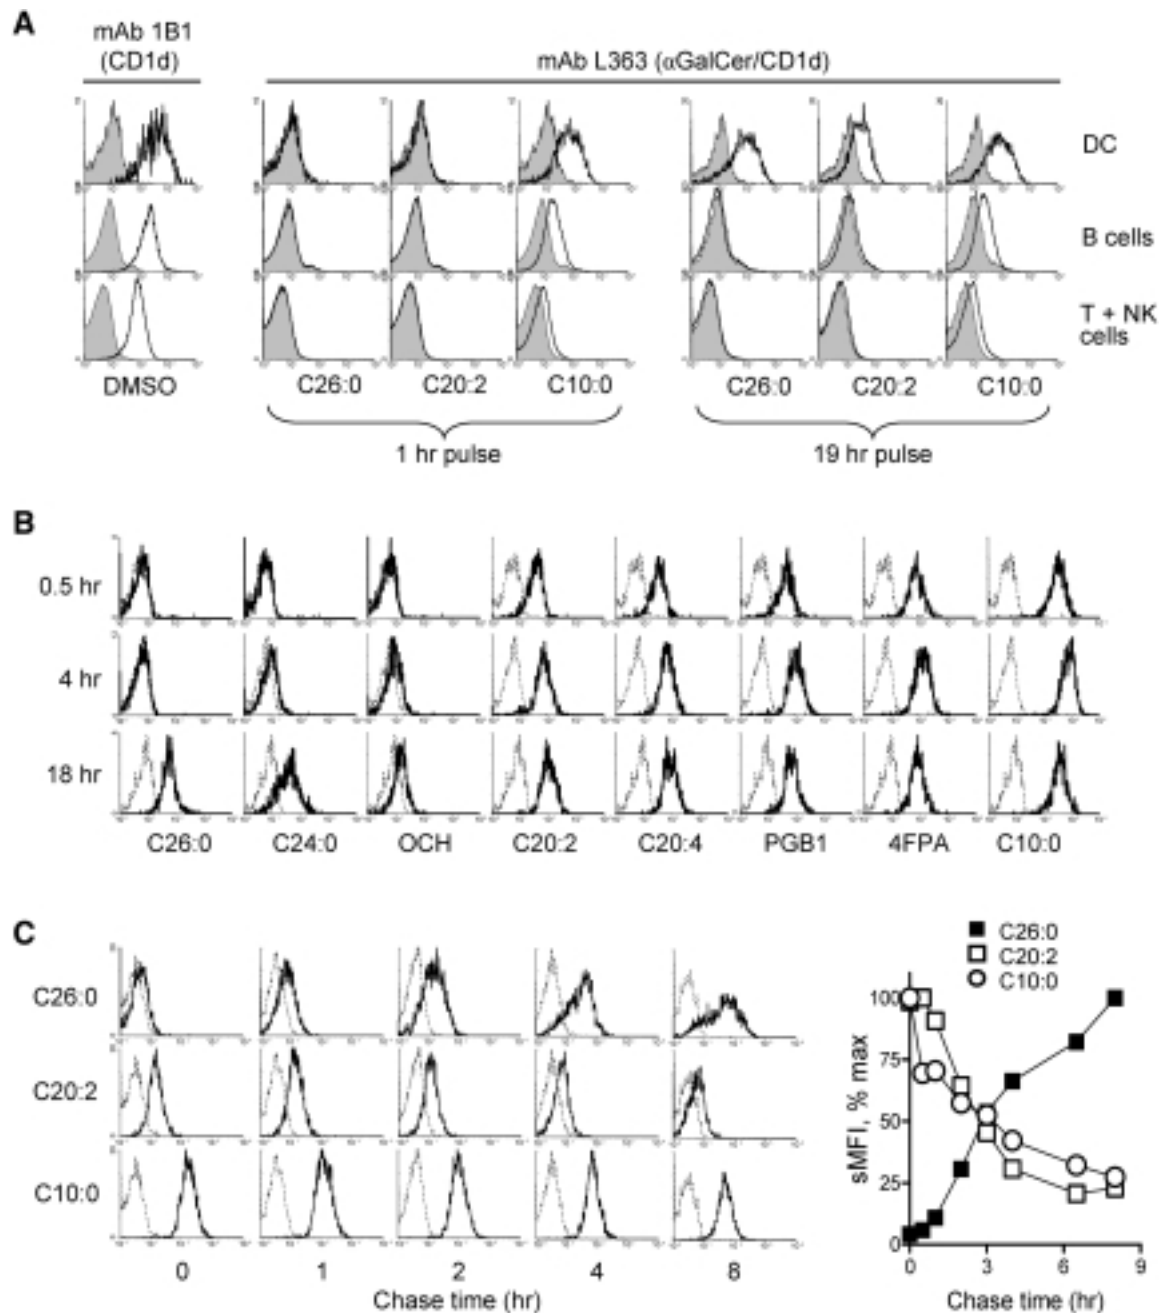 A
mAb 1B1
(CD1d)
mAb L363 (αGalCer/CD1d)
DC
B cells
T + NK
cells
DMSO
C26:0
C20:2
C10:0
C26:0
C20:2
C10:0
1 hr pulse
19 hr pulse
B
0.5 hr
4 hr
18 hr
C26:0
C24:0
OCH
C20:2
C20:4
PGB1
4FPA
C10:0
C
C26:0
C20:2
C10:0
0
1
2
4
8
Chase time (hr)
C26:0
C20:2
C10:0
sMFI, % max
100
75
50
25
0
0
3
6
9
Chase time (hr)